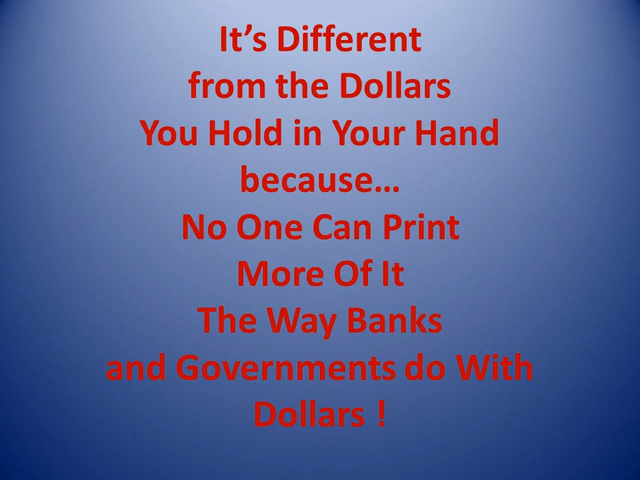 It’s Different
from the Dollars
You Hold in Your Hand
because…
No One Can Print
More Of It
The Way Banks
and Governments do With
Dollars !